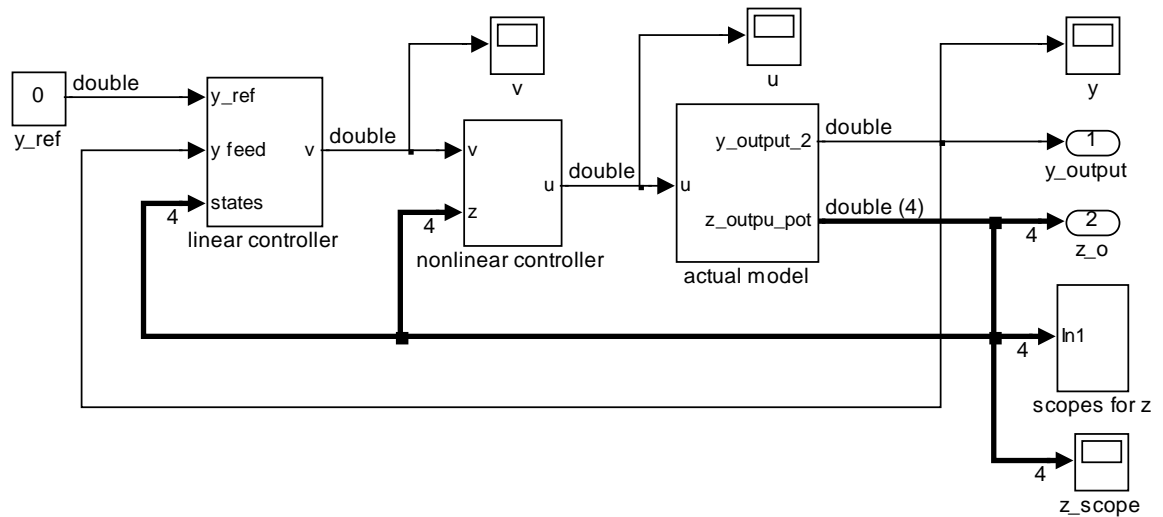 0
y_ref
double
y_ref
y feed
states
v
4
linear controller
double
v
v
z
u
4
nonlinear controller
double
u
u
y_output_2
z_outpu_pot
actual model
double
double (4)
y
1
y_output
4
2
z_o
4
In1
scopes for z
4
z_scope